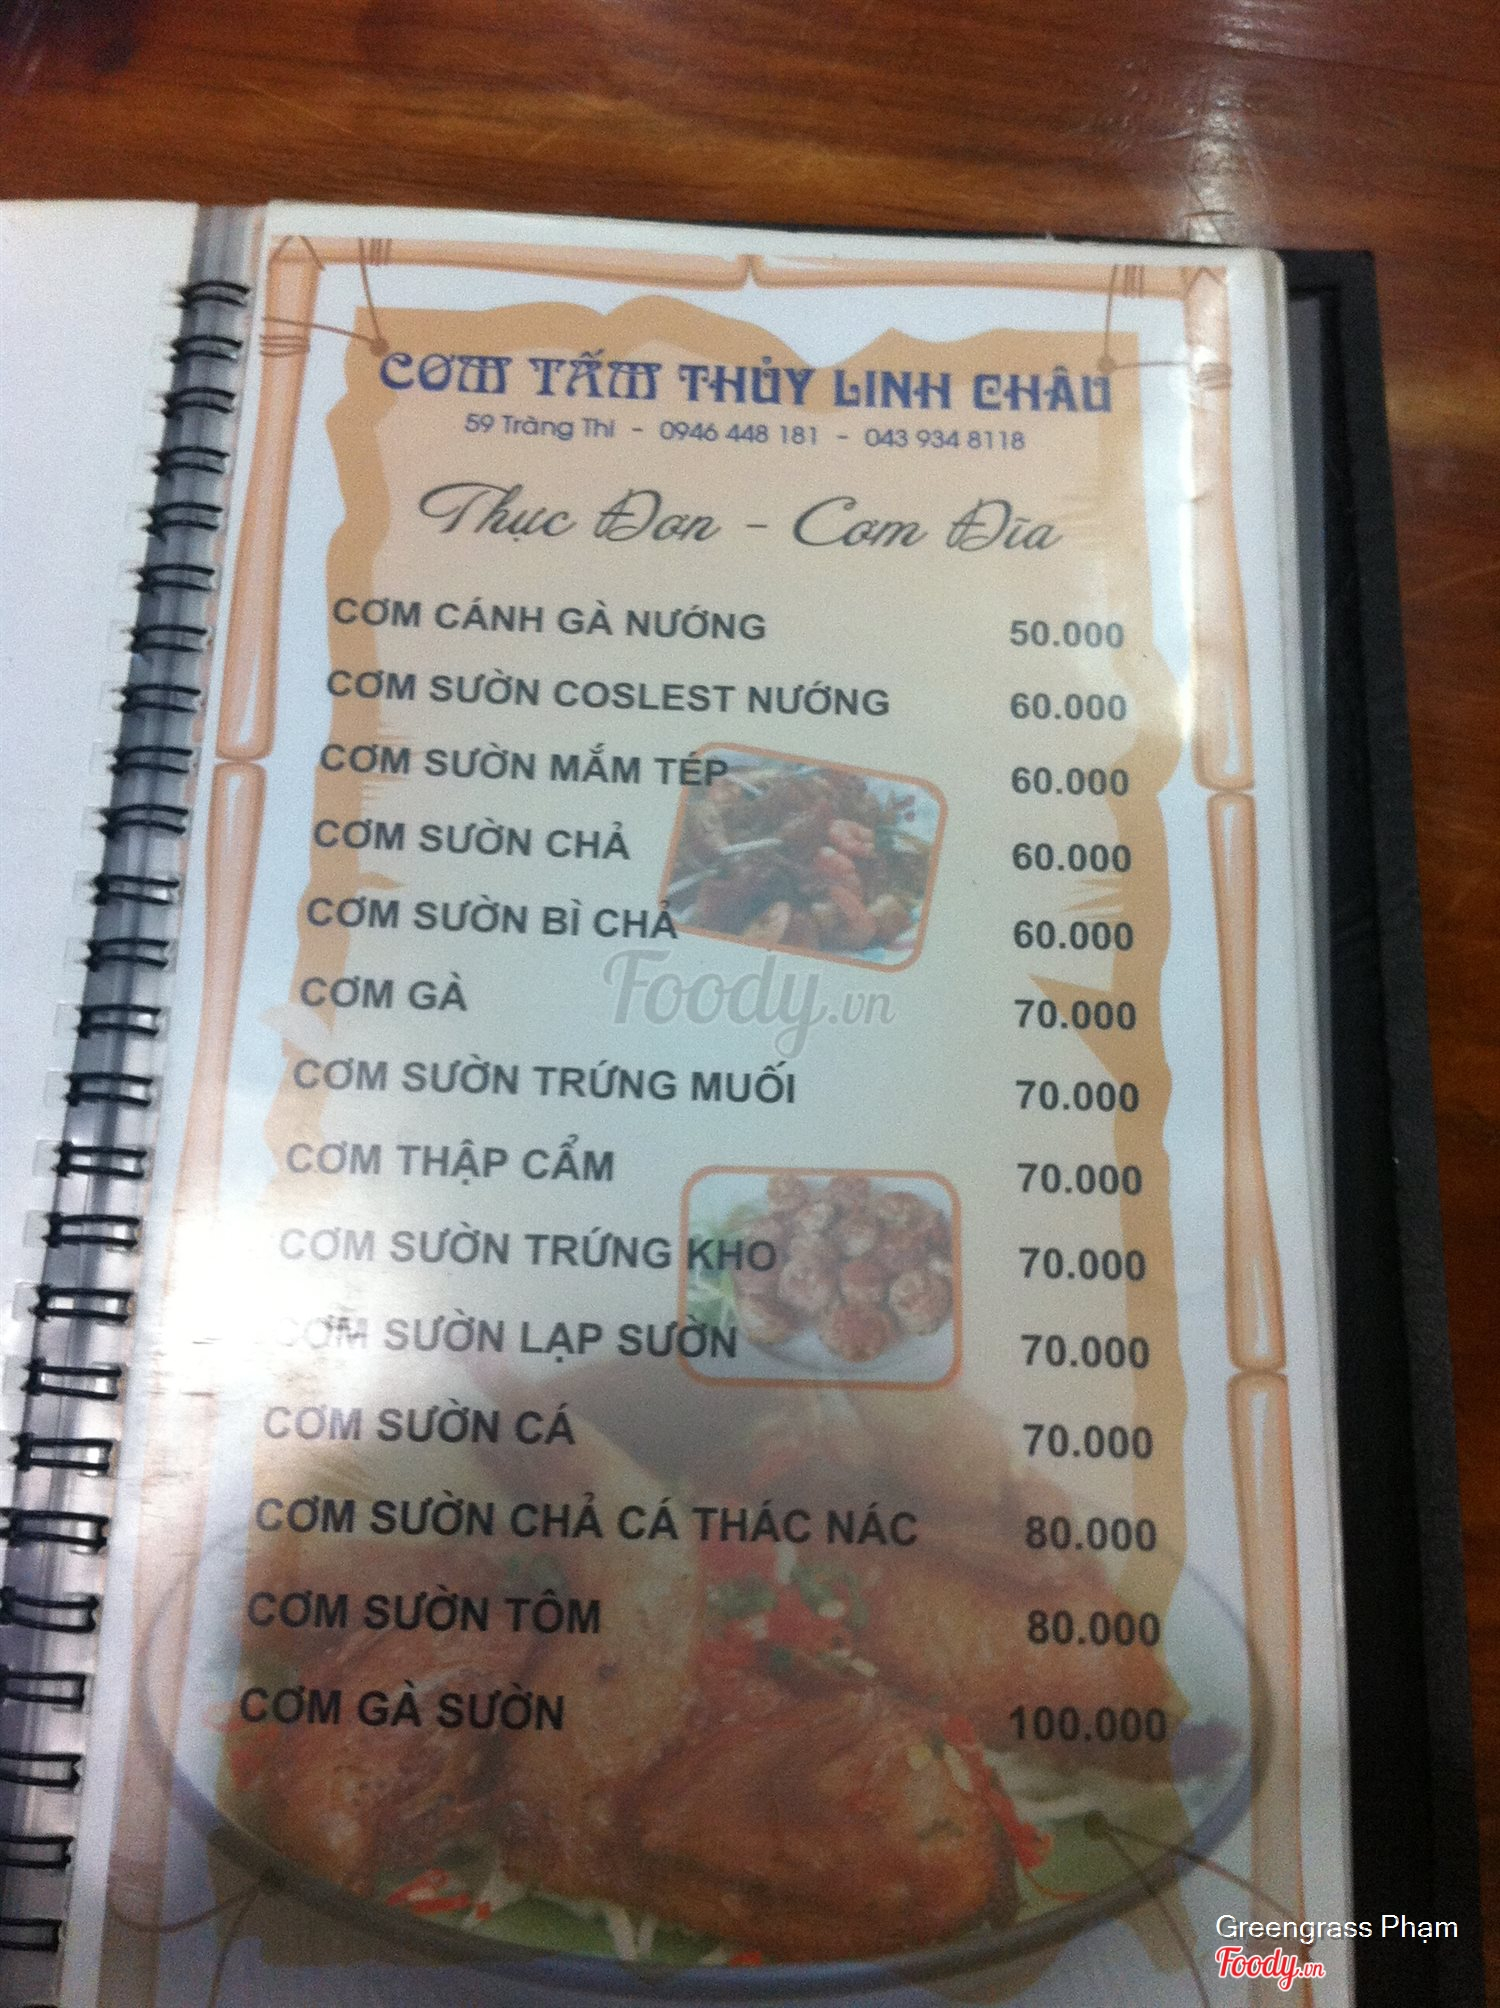 CƠM TẤM THỦY LINH CHÂU
59 Tràng Thi - 0946 448 181 - 043 934 8118
Thực Đơn - Cơm Đĩa
CƠM CÁNH GÀ NƯỚNG 50.000
CƠM SƯỜN COSLEST NƯỚNG 60.000
CƠM SƯỜN MẮM TÉP 60.000
CƠM SƯỜN CHẢ 60.000
CƠM SƯỜN BÌ CHẢ 60.000
Foody.vn
CƠM GÀ 70.000
CƠM SƯỜN TRỨNG MUỐI 70.000
CƠM THẬP CẨM 70.000
CƠM SƯỜN TRỨNG KHO 70.000
CƠM SƯỜN LẠP SƯỜN 70.000
CƠM SƯỜN CÁ 70.000
CƠM SƯỜN CHẢ CÁ THÁC NÁC 80.000
CƠM SƯỜN TÔM 80.000
CƠM GÀ SƯỜN 100.000
Greengrass Phạm
Foody.vn